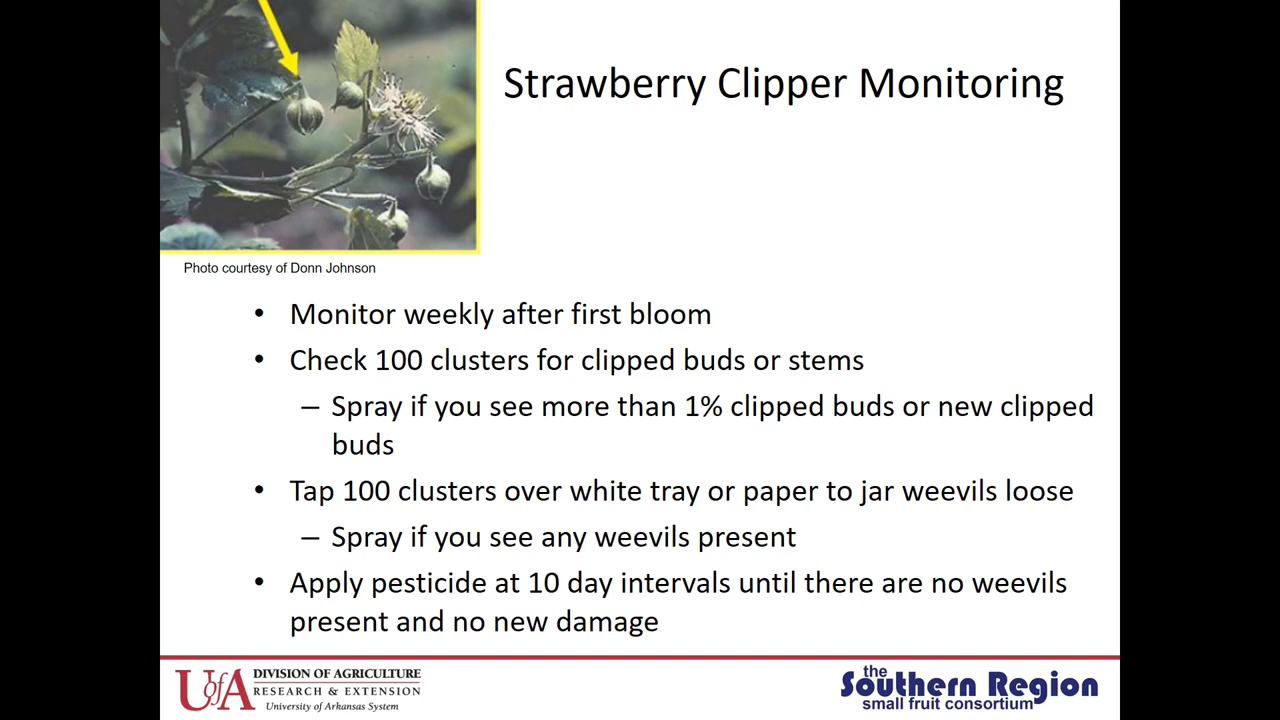 Strawberry Clipper Monitoring
Photo courtesy of Donn Johnson
• Monitor weekly after first bloom
• Check 100 clusters for clipped buds or stems
– Spray if you see more than 1% clipped buds or new clipped
buds
• Tap 100 clusters over white tray or paper to jar weevils loose
– Spray if you see any weevils present
• Apply pesticide at 10 day intervals until there are no weevils
present and no new damage
UofA DIVISION OF AGRICULTURE
RESEARCH & EXTENSION
University of Arkansas System
the
Southern Region
small fruit consortium